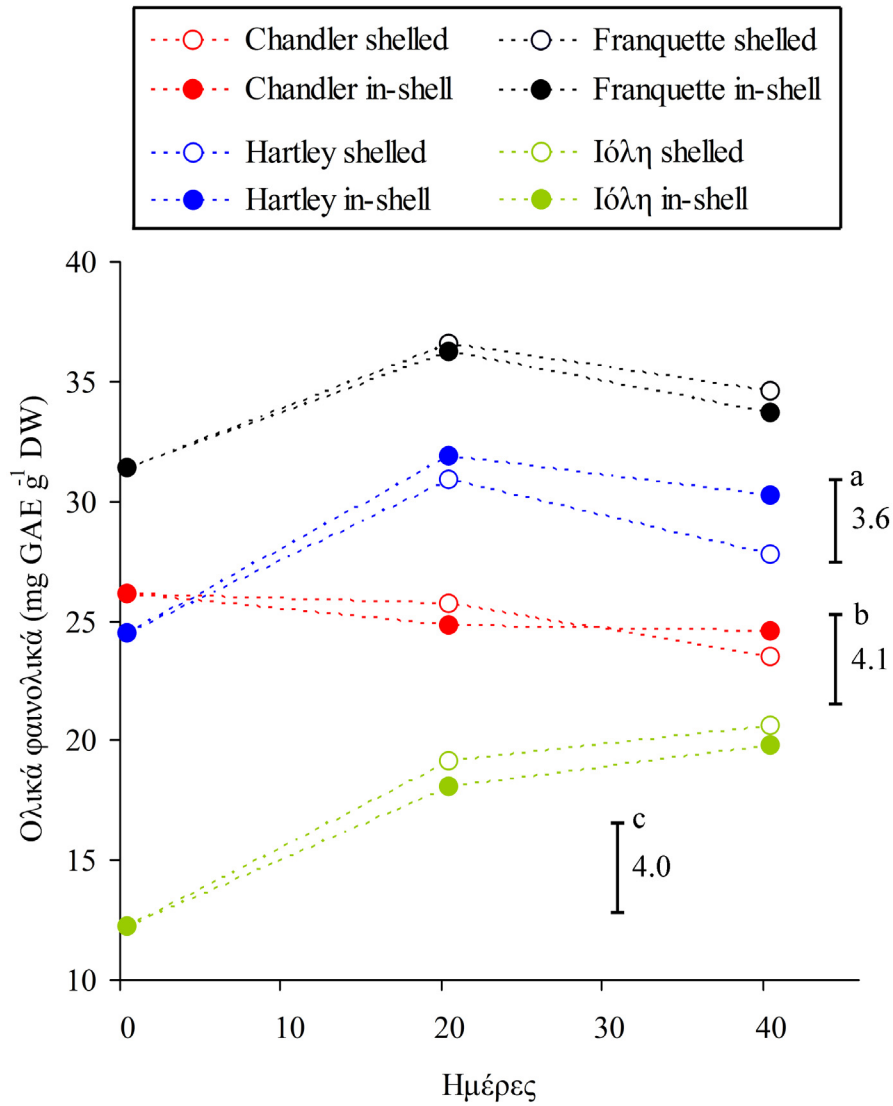 Chandler shelled
Franquette shelled
Chandler in-shell
Franquette in-shell
Hartley shelled
Ιόλη shelled
Hartley in-shell
Ιόλη in-shell
Ολικά φαινολικά (mg GAE g-1 DW)
40
35
30
25
20
15
10
a
3.6
b
4.1
c
4.0
0
10
20
30
40
Ημέρες